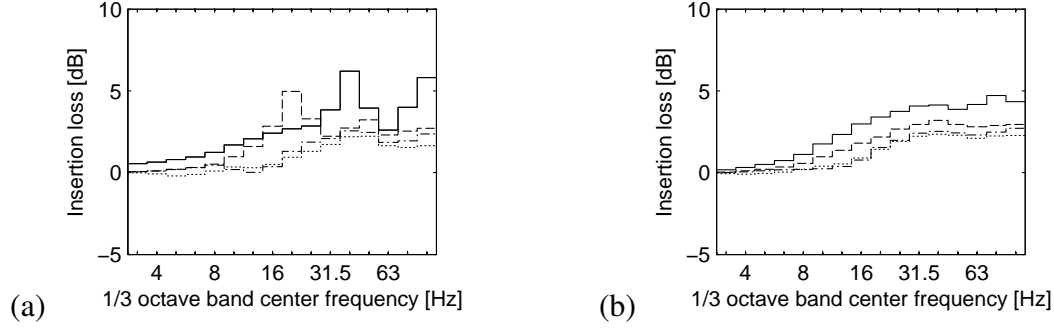 10
5
0
−5
Insertion loss [dB]
4 8 16 31.5 63
1/3 octave band center frequency [Hz]
(a)
10
5
0
−5
Insertion loss [dB]
4 8 16 31.5 63
1/3 octave band center frequency [Hz]
(b)